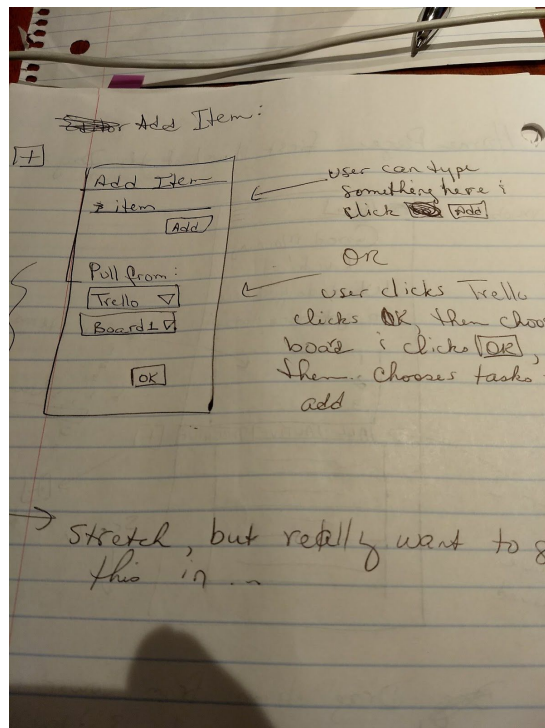 Add Item:
+
Add Item
item
Add
Pull from:
Trello
Board1
OK
user can type
something here &
click Add
OR
user clicks Trello
clicks OK, then
board & clicks OK,
then chooses tasks
add
Stretch, but really want to
this in...